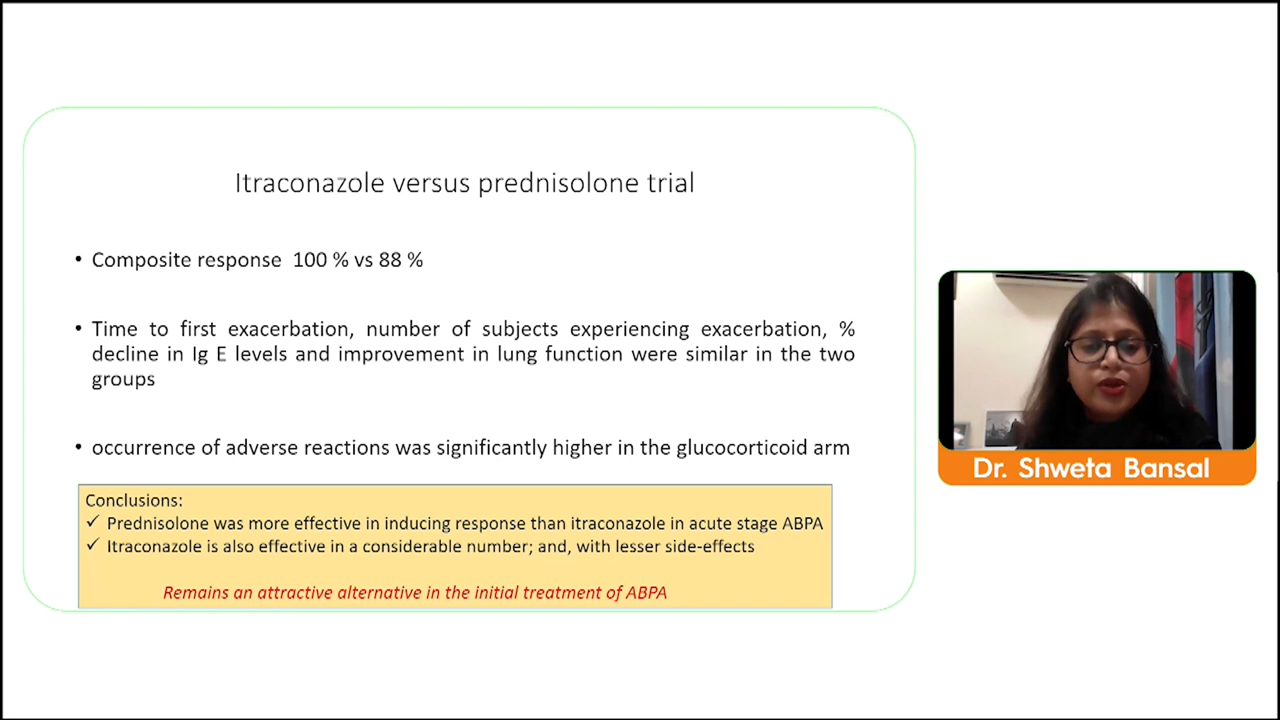 Itraconazole versus prednisolone trial
• Composite response 100 % vs 88 %
• Time to first exacerbation, number of subjects experiencing exacerbation, %
decline in Ig E levels and improvement in lung function were similar in the two
groups
• occurrence of adverse reactions was significantly higher in the glucocorticoid arm
Conclusions:
✓ Prednisolone was more effective in inducing response than itraconazole in acute stage ABPA
✓ Itraconazole is also effective in a considerable number; and, with lesser side-effects
Remains an attractive alternative in the initial treatment of ABPA
Dr. Shweta Bansal